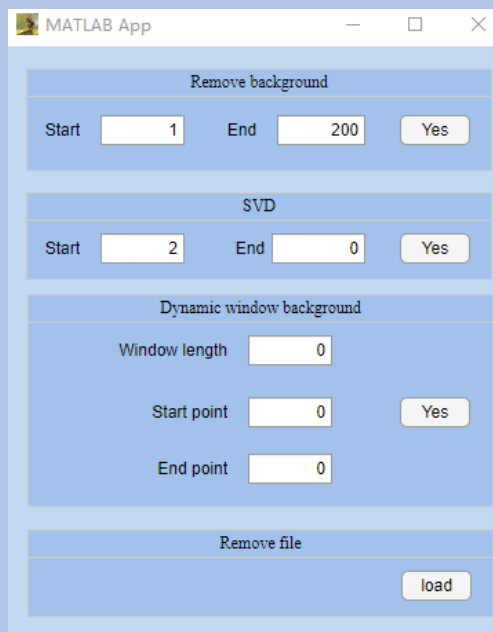 MATLAB App
Remove background
Start 1 End 200 Yes
SVD
Start 2 End 0 Yes
Dynamic window background
Window length 0
Start point 0 Yes
End point 0
Remove file
load